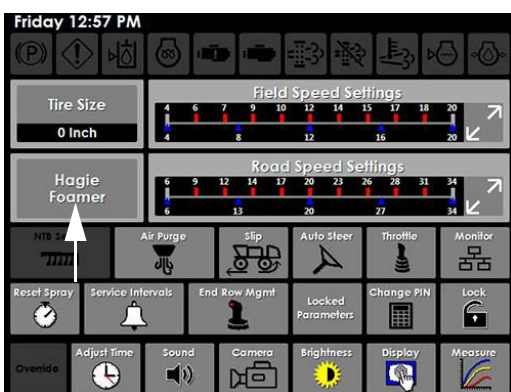 Friday 12:57 PM
Tire Size
0 Inch
Field Speed Settings
4 6 7 9 10 12 14 15 17 18 20
4 8 12 16 20
Hagie
Foamer
Road Speed Settings
6 9 12 14 17 20 23 26 28 31 34
6 13 20 27 34
Air Purge
Slip
Auto Steer
Throttle
Monitor
Reset Spray
Service Intervals
End Row Mgmt
Locked
Parameters
Change PIN
Lock
Override
Adjust Time
Sound
Camera
Brightness
Display
Measure